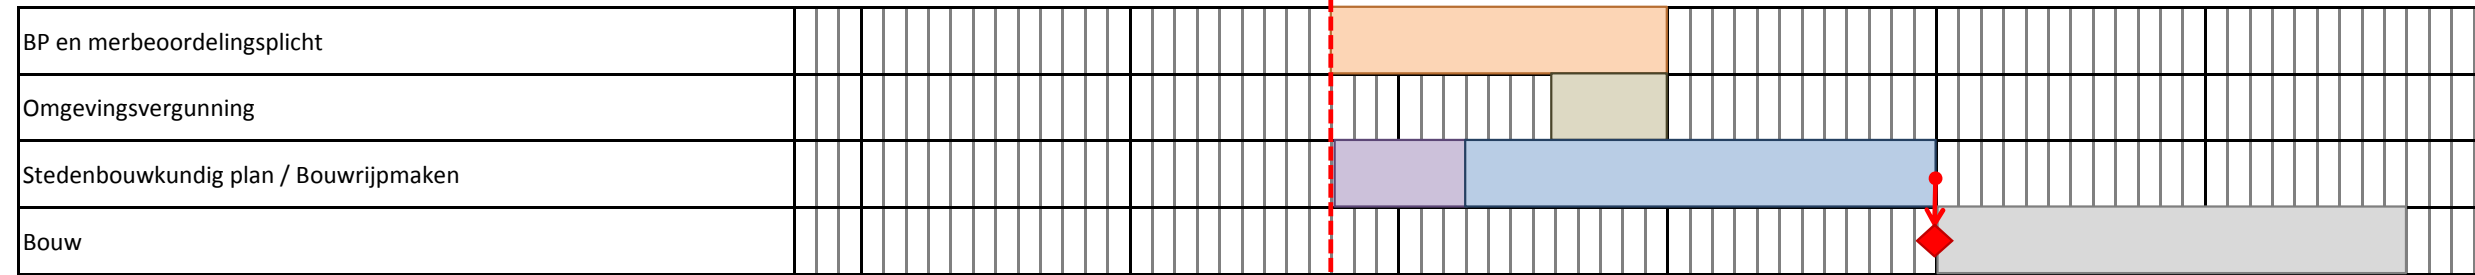 BP en merbeoordelingsplicht
Omgevingsvergunning
Stedenbouwkundig plan / Bouwrijpmaken
Bouw